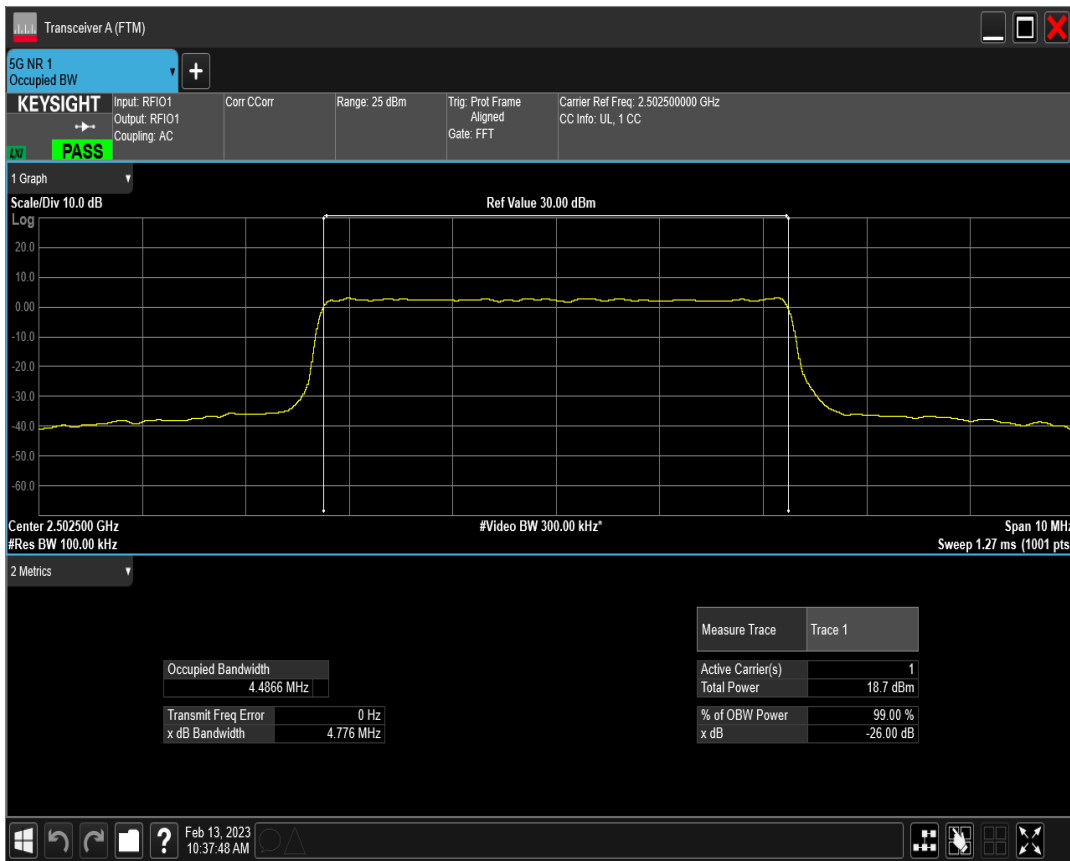 Transceiver A (FTM)
5G NR 1
Occupied BW
+
KEYSIGHT
LXI
PASS
Input: RFIO1
Output: RFIO1
Coupling: AC
Corr CCorr
Range: 25 dBm
Trig: Prot Frame
Aligned
Gate: FFT
Carrier Ref Freq: 2.502500000 GHz
CC Info: UL, 1 CC
1 Graph
Scale/Div 10.0 dB
Ref Value 30.00 dBm
Log
20.0
10.0
0.00
-10.0
-20.0
-30.0
-40.0
-50.0
-60.0
Center 2.502500 GHz
#Video BW 300.00 kHz*
Span 10 MHz
#Res BW 100.00 kHz
Sweep 1.27 ms (1001 pts
2 Metrics
Measure Trace Trace 1
Occupied Bandwidth
4.4866 MHz
Active Carrier(s) 1
Total Power 18.7 dBm
Transmit Freq Error 0 Hz
x dB Bandwidth 4.776 MHz
% of OBW Power 99.00 %
x dB -26.00 dB
?
Feb 13, 2023
10:37:48 AM